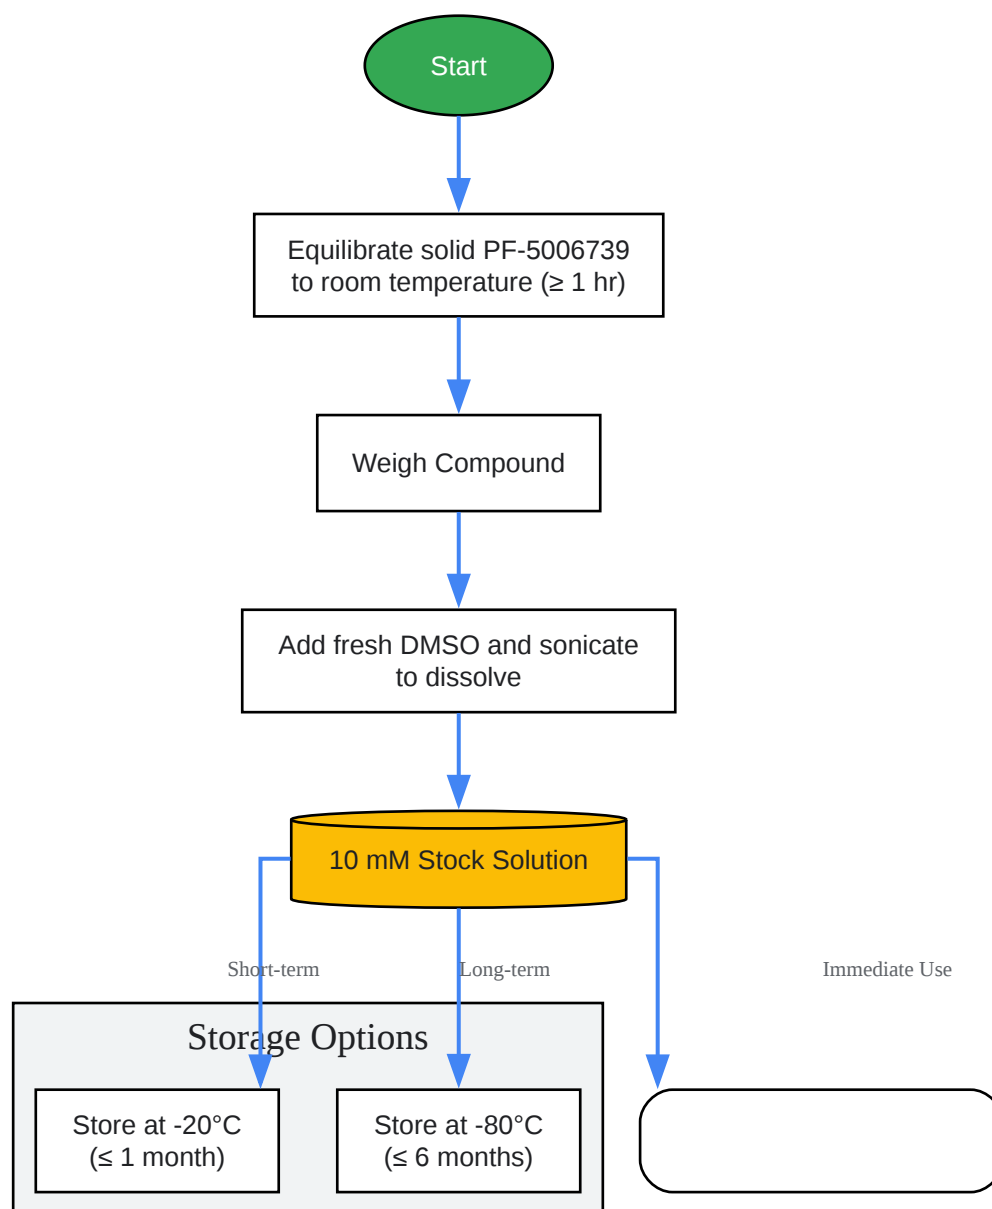 Start
Equilibrate solid PF-5006739
to room temperature (≥ 1 hr)
Weigh Compound
Add fresh DMSO and sonicate
to dissolve
10 mM Stock Solution
Short-term
Long-term
Immediate Use
Storage Options
Store at -20°C
(≤ 1 month)
Store at -80°C
(≤ 6 months)